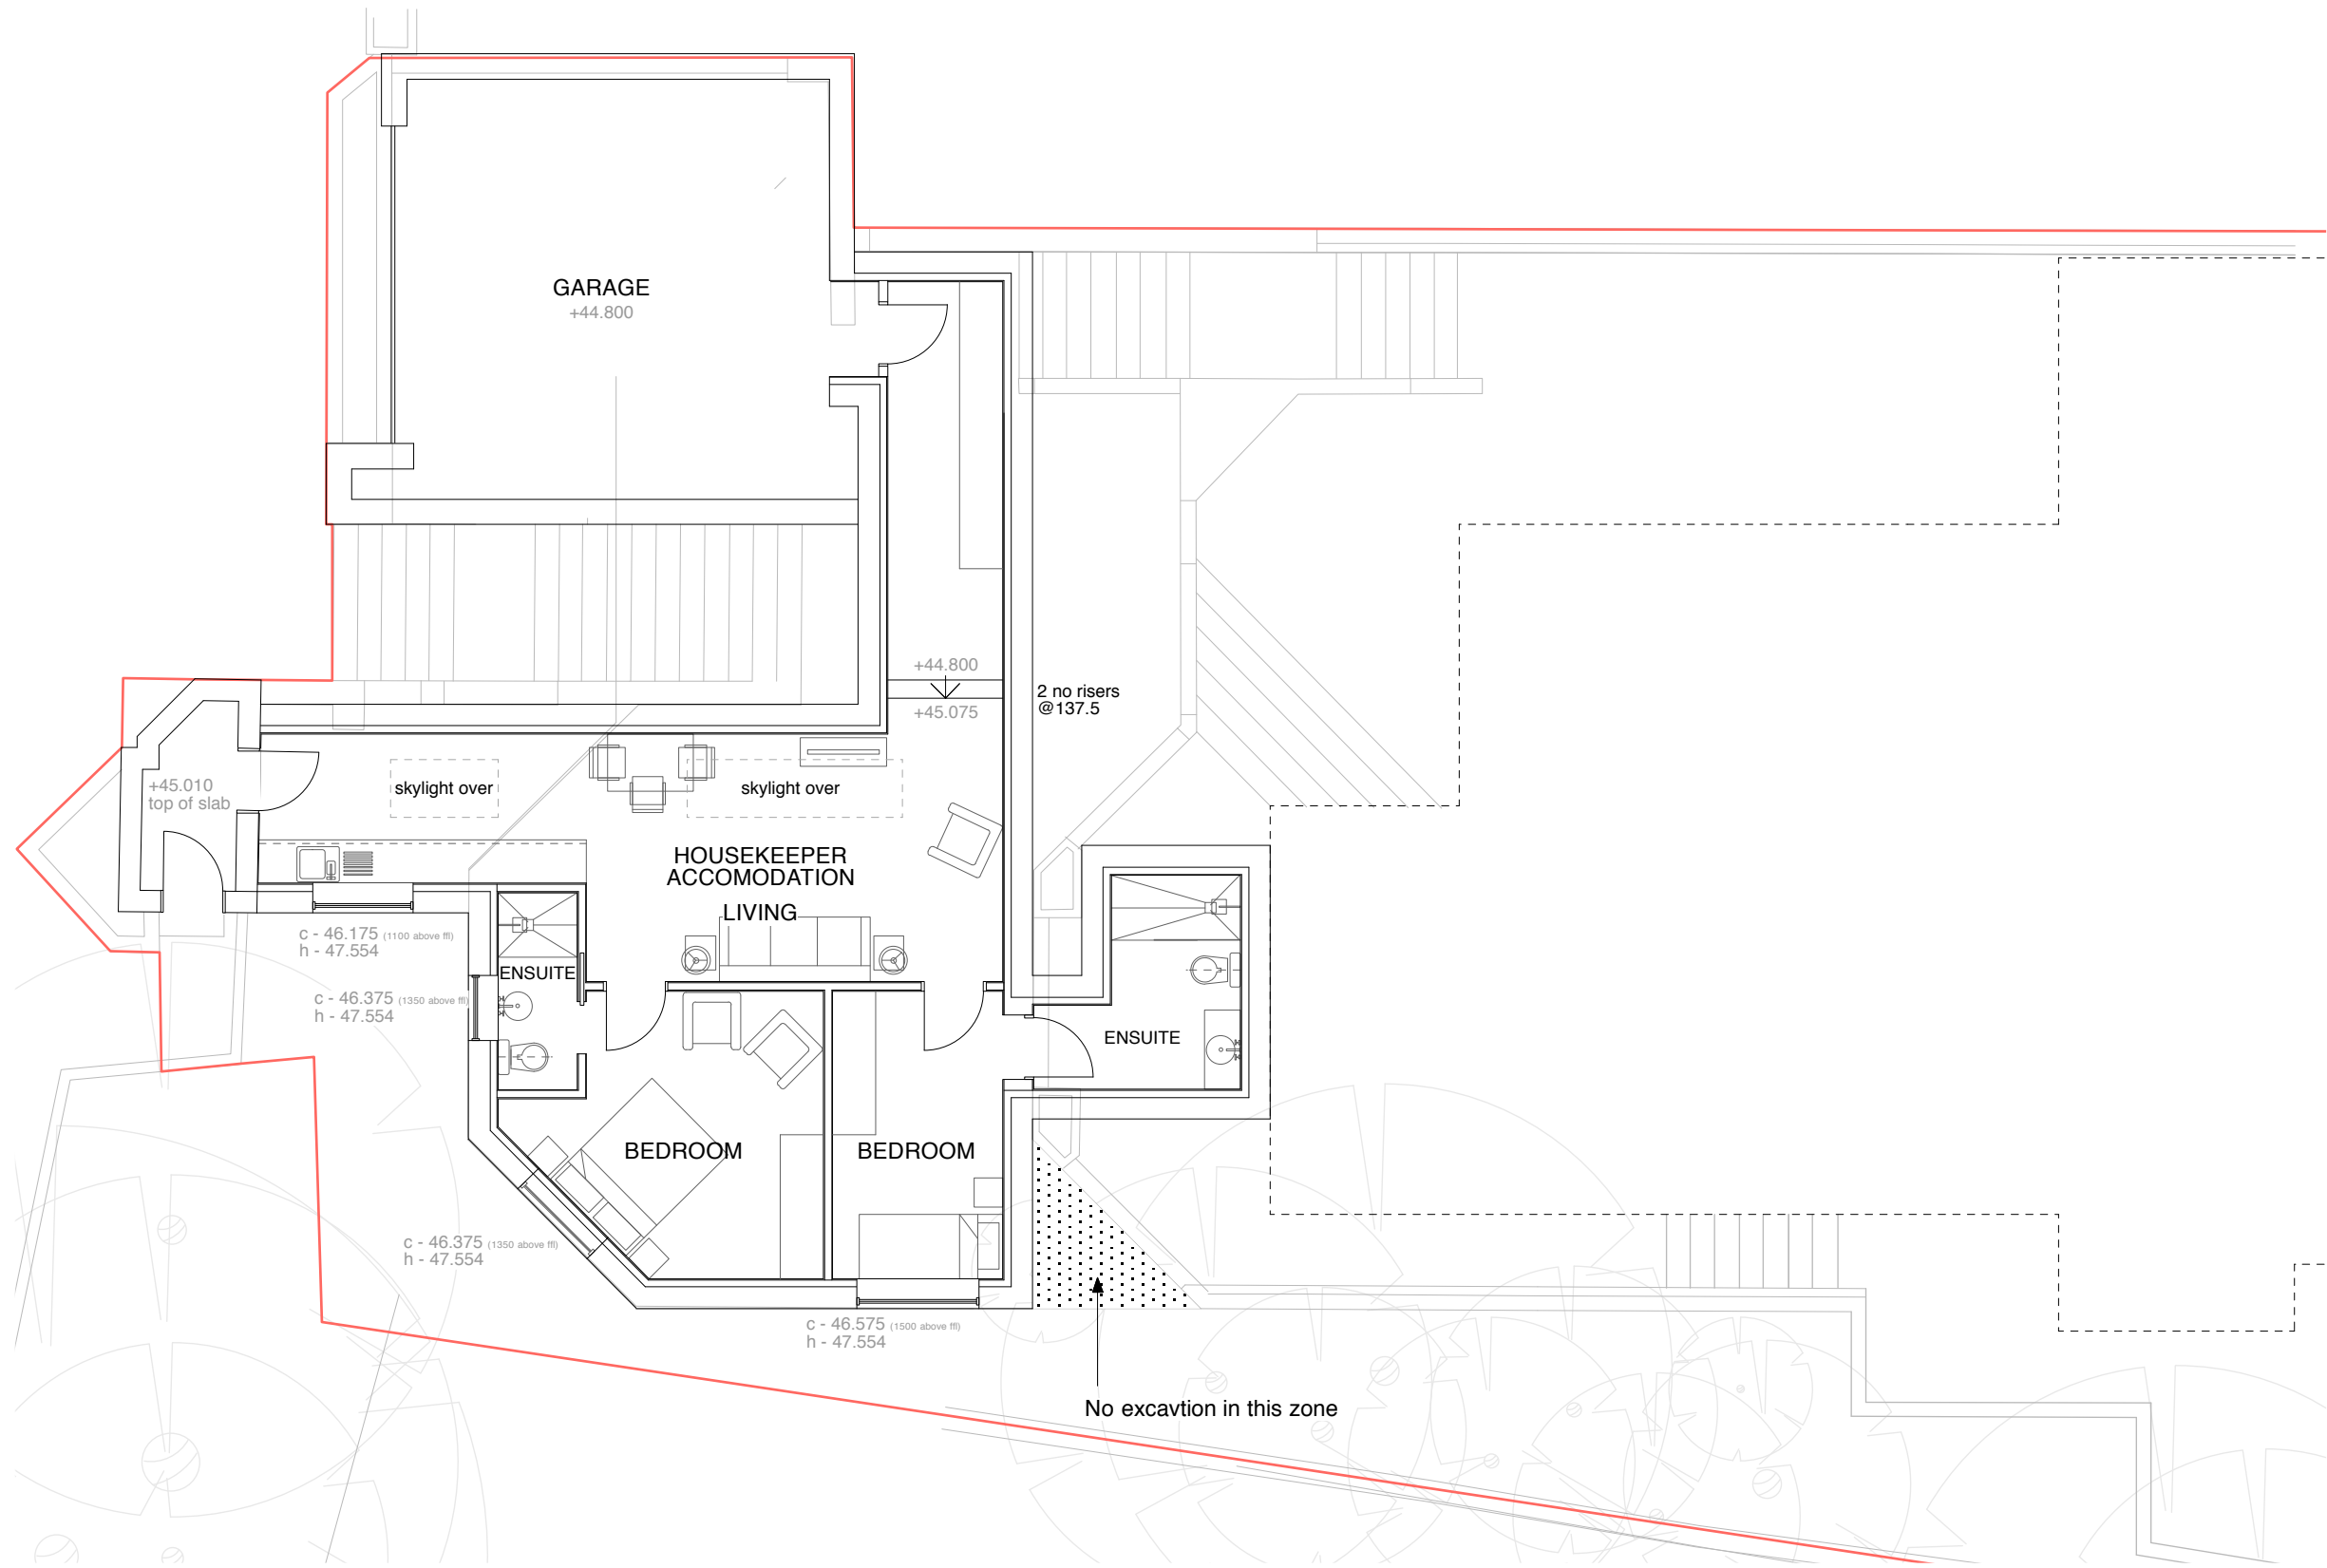 GARAGE
+44.800
+44.800
2 no risers
@137.5
+45.075
+45.010
top of slab
skylight over
skylight over
HOUSEKEEPER
ACCOMODATION
LIVING
c - 46.175 (1100 above ffl)
h - 47.554
ENSUITE
c - 46.375 (1350 above ffl)
h - 47.554
ENSUITE
BEDROOM
BEDROOM
c - 46.375 (1350 above ffl)
h - 47.554
c - 46.575 (1500 above ffl)
h - 47.554
No excavtion in this zone